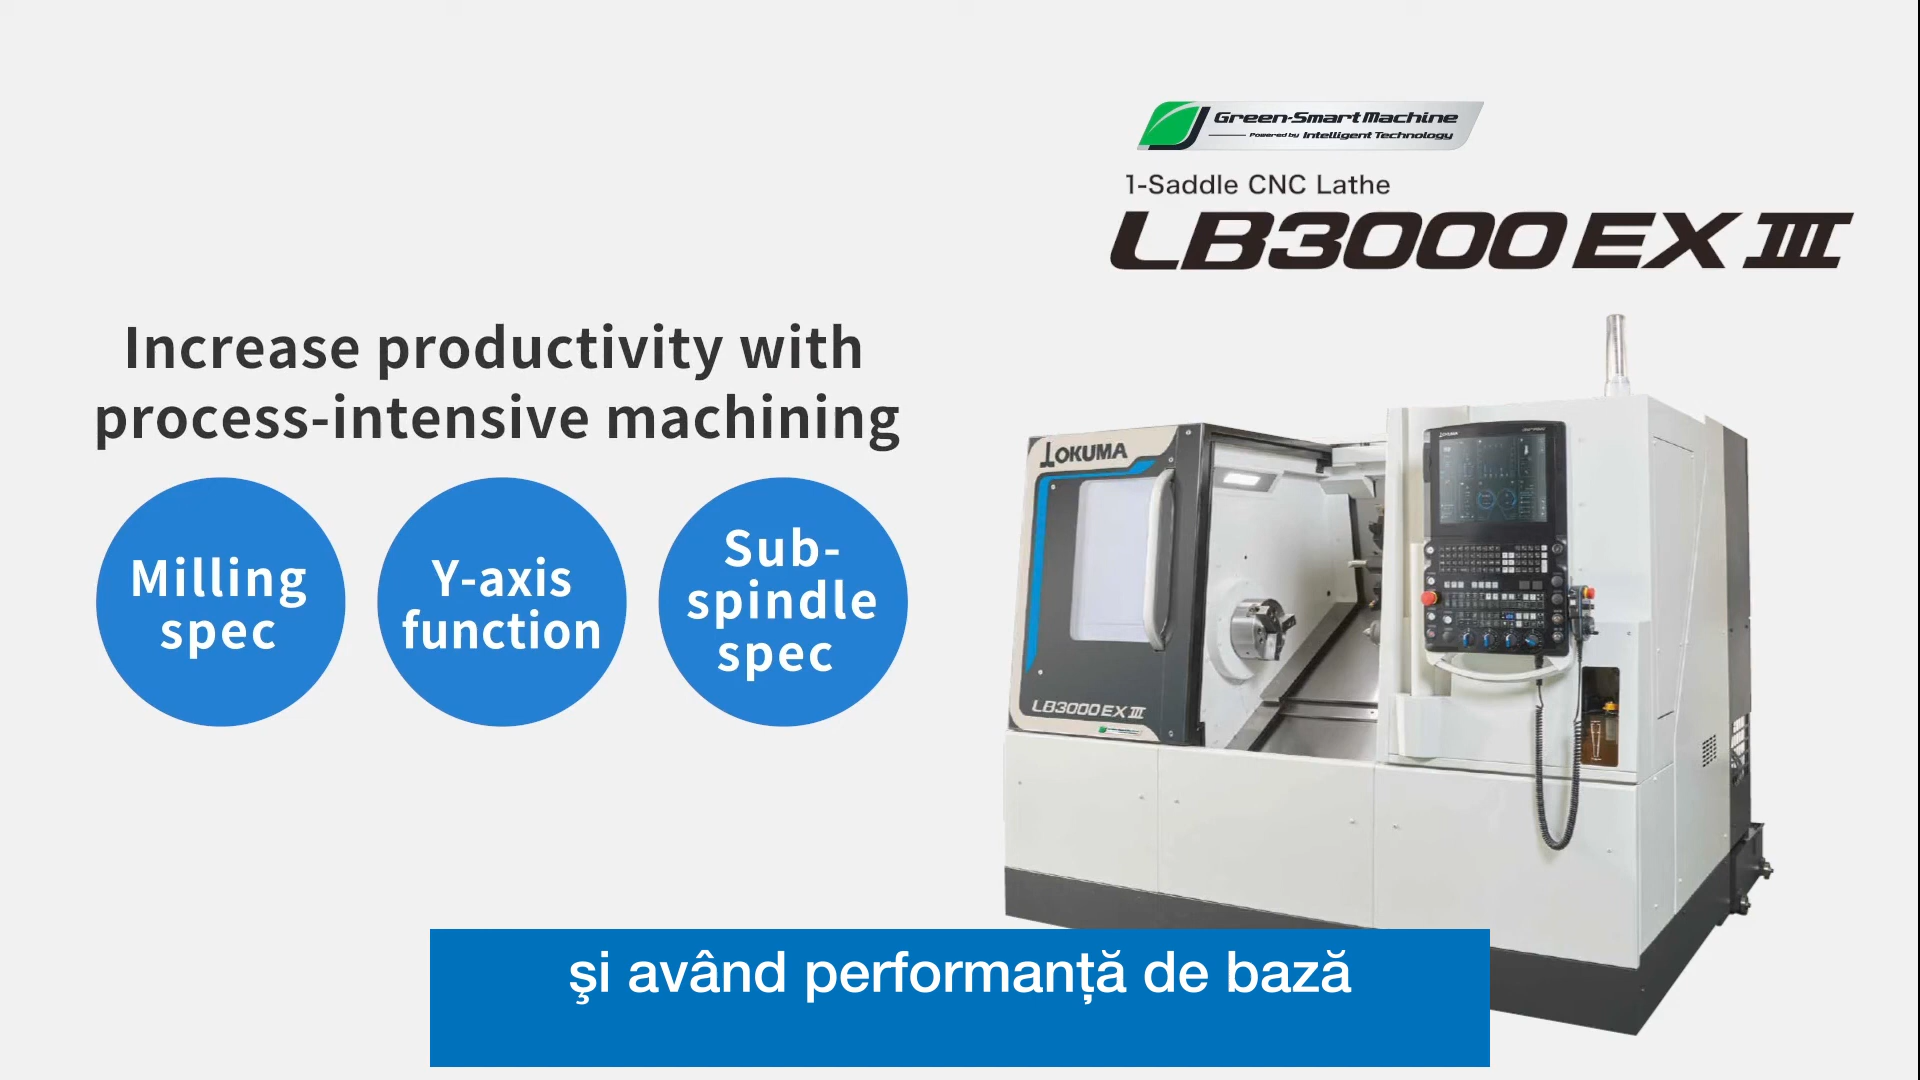 Green-Smart Machine
Powered by Intelligent Technology
1-Saddle CNC Lathe
LB3000 EX III
Increase productivity with
process-intensive machining
Milling
spec
Y-axis
function
Sub-
spindle
spec
OKUMA
LB3000 EX III
şi având performanță de bază